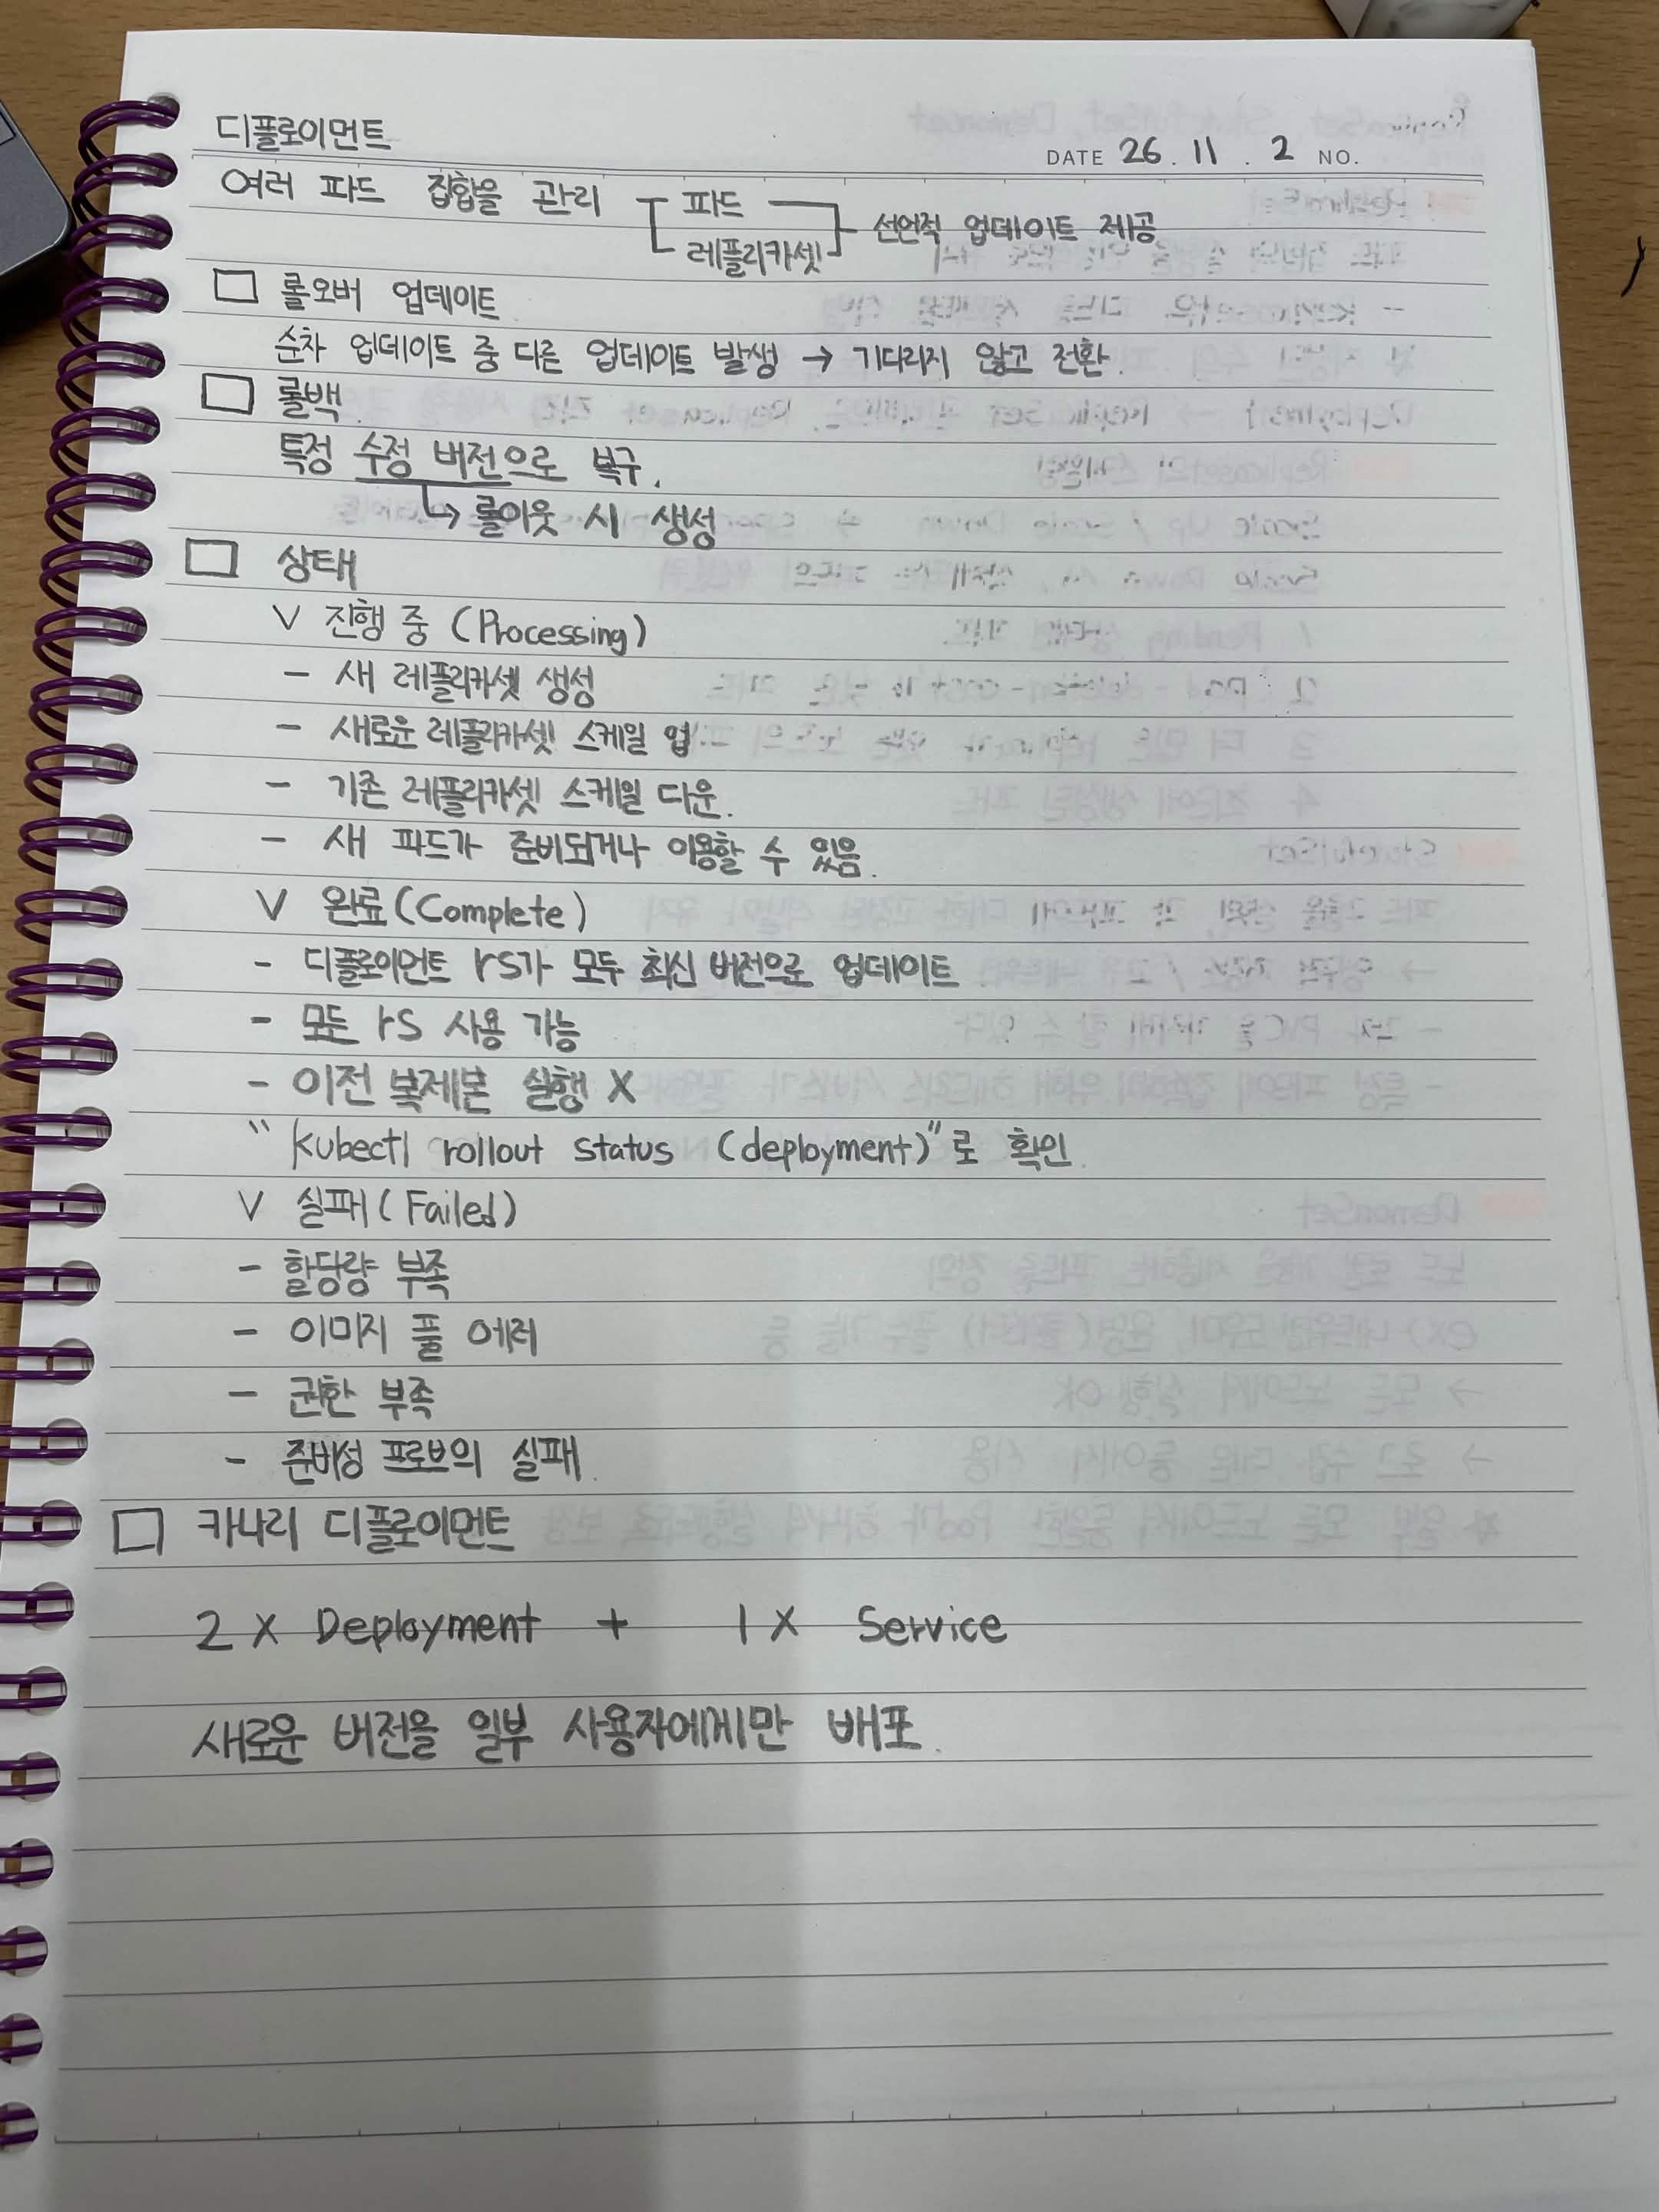 디플로이먼트
DATE 26. 11. 2 NO.
여러 파드 집합을 관리 파드 선언적 업데이트 제공
레플리카셋
롤오버 업데이트
순차 업데이트 중 다른 업데이트 발생 → 기다리지 않고 전환.
롤백.
특정 수정 버전으로 복구.
↳ 롤아웃 시 생성
상태
V 진행 중 (Processing)
- 새 레플리카셋 생성
- 새로운 레플리카셋 스케일 업
- 기존 레플리카셋 스케일 다운.
- 새 파드가 준비되거나 이용할 수 있음.
V 완료 (Complete)
- 디플로이먼트 rs가 모두 최신 버전으로 업데이트.
- 모든 rs 사용 가능
- 이전 복제본 실행 X
"kubectl rollout status (deployment)"로 확인.
V 실패 (Failed)
- 할당량 부족
- 이미지 풀 에러
- 권한 부족
- 준비성 프로브의 실패.
카나리 디플로이먼트
2 X Deployment + 1 X Service
새로운 버전을 일부 사용자에게만 배포.